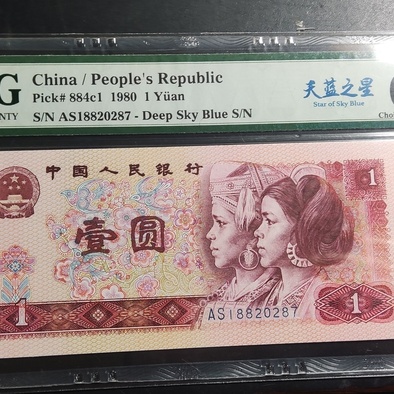 G
China / People's Republic
Pick# 884c1 1980 1 Yüan
S/N AS18820287 - Deep Sky Blue S/N
天蓝之星
Star of Sky Blue
中国人民银行
1
壹圆
AS18820287
1
1